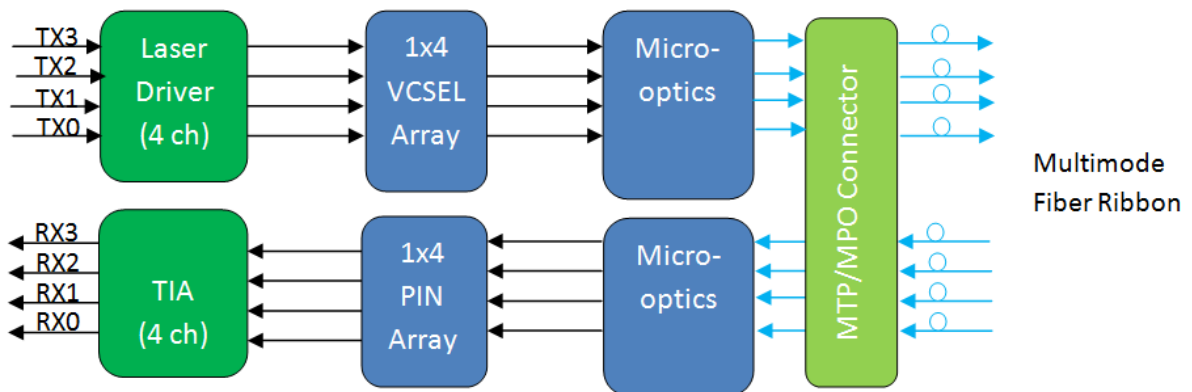 TX3
TX2
TX1
TX0
Laser
Driver
(4 ch)
1x4
VCSEL
Array
Micro-
optics
MTP/MPO Connector
Multimode
Fiber Ribbon
RX3
RX2
RX1
RX0
TIA
(4 ch)
1x4
PIN
Array
Micro-
optics